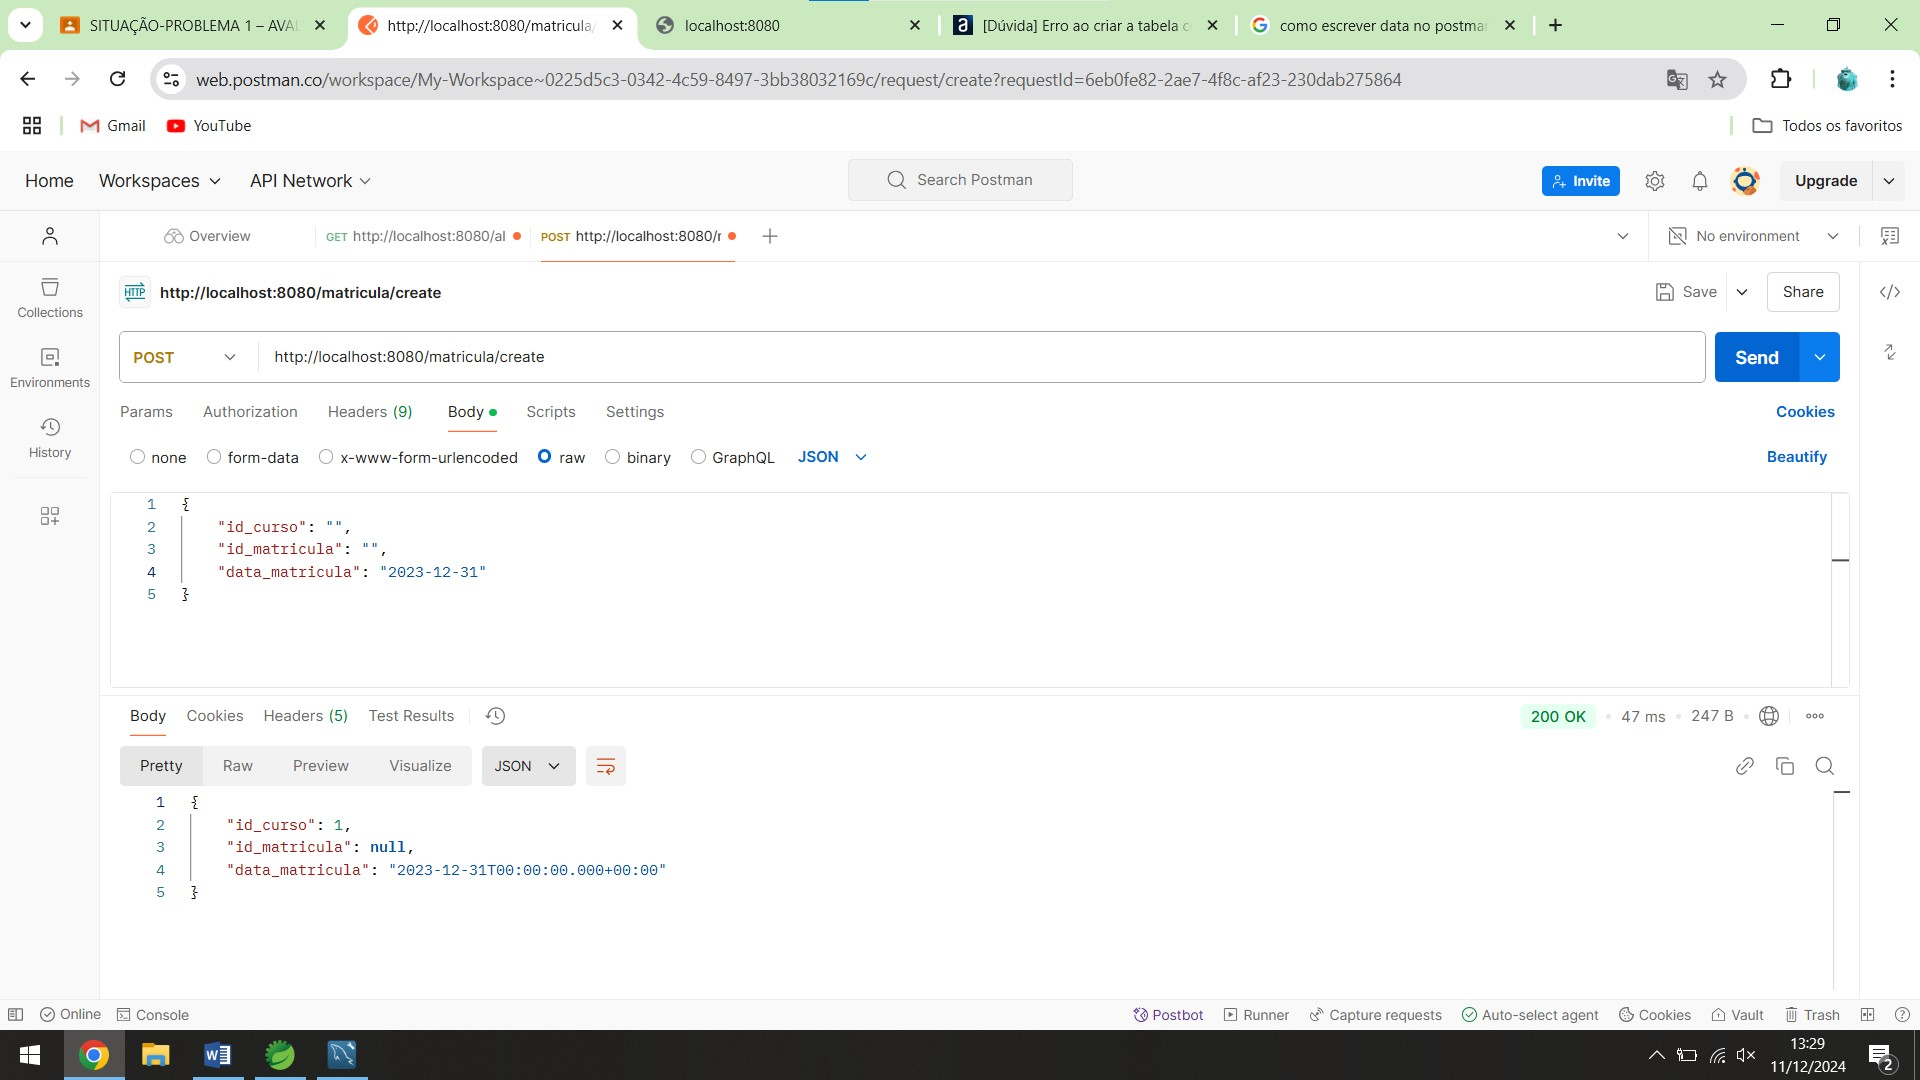 SITUAÇÃO-PROBLEMA 1 – AVAI
http://localhost:8080/matricula/
localhost:8080
[Dúvida] Erro ao criar a tabela c
como escrever data no postman
web.postman.co/workspace/My-Workspace~0225d5c3-0342-4c59-8497-3bb38032169c/request/create?requestId=6eb0fe82-2ae7-4f8c-af23-230dab275864
Gmail YouTube Todos os favoritos
Home Workspaces API Network Search Postman Invite Upgrade
Overview GET http://localhost:8080/al POST http://localhost:8080/r No environment
HTTP http://localhost:8080/matricula/create Save Share
Collections
POST http://localhost:8080/matricula/create Send
Environments
Params Authorization Headers (9) Body Scripts Settings Cookies
History
none form-data x-www-form-urlencoded raw binary GraphQL JSON Beautify
1 {
2 "id_curso": "",
3 "id_matricula": "",
4 "data_matricula": "2023-12-31"
5 }
Body Cookies Headers (5) Test Results 200 OK 47 ms 247 B
Pretty Raw Preview Visualize JSON
1 {
2 "id_curso": 1,
3 "id_matricula": null,
4 "data_matricula": "2023-12-31T00:00:00.000+00:00"
5 }
Online Console Postbot Runner Capture requests Auto-select agent Cookies Vault Trash
13:29
11/12/2024
2